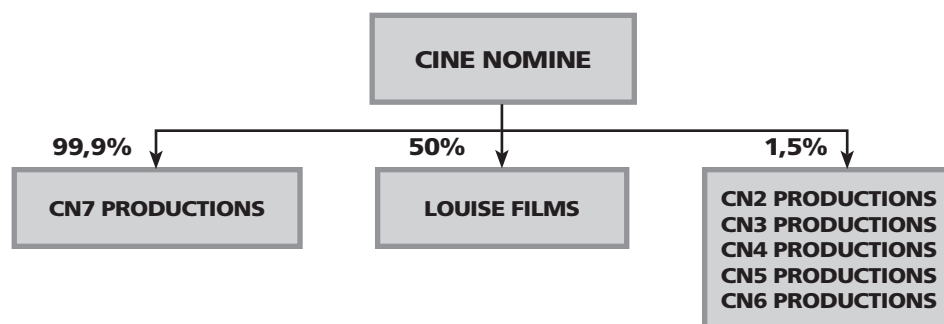 CINE NOMINE
99,9%
50%
1,5%
CN7 PRODUCTIONS
LOUISE FILMS
CN2 PRODUCTIONS
CN3 PRODUCTIONS
CN4 PRODUCTIONS
CN5 PRODUCTIONS
CN6 PRODUCTIONS